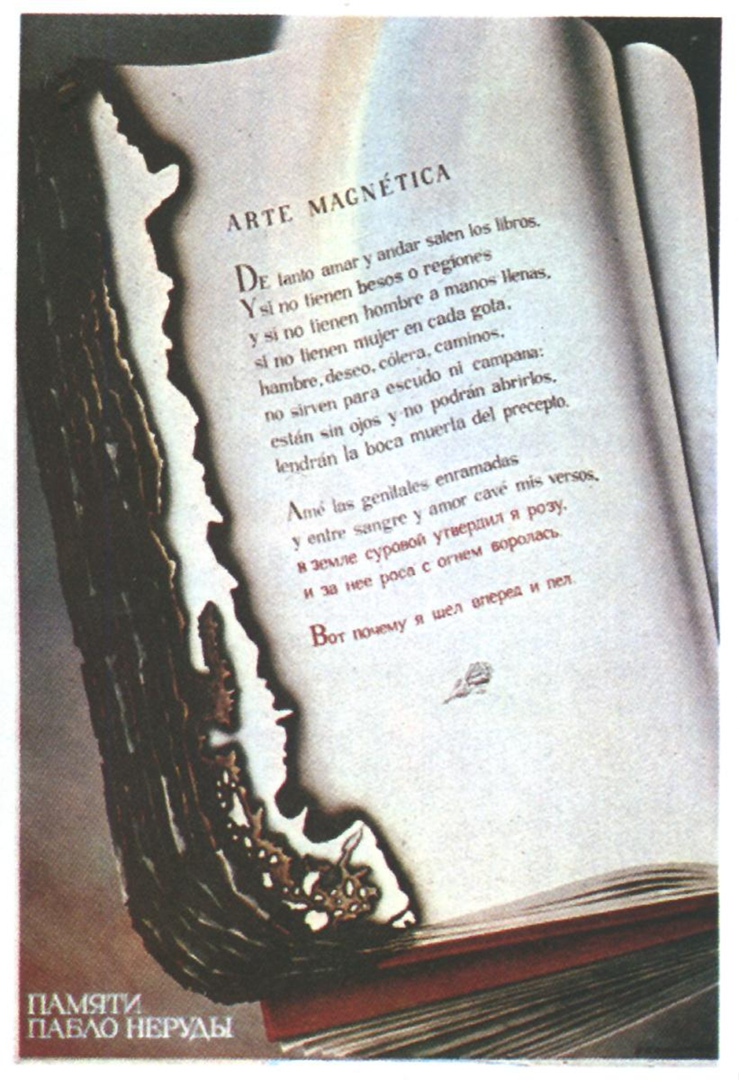 ARTE MAGNÉTICA
DE tanto amar y andar salen los libros.
Y si no tienen besos o regiones
y si no tienen hombre a manos llenas,
si no tienen mujer en cada gota,
hambre, deseo, cólera, caminos,
no sirven para escudo ni campana:
están sin ojos y no podrán abrirlos,
tendrán la boca muerta del precepto.
Amé las genitales enramadas
y entre sangre y amor cavé mis versos,
в земле суровой утвердил я розу,
и за нее роса с огнем боролась.
Вот почему я шел вперед и пел.
ПАМЯТИ
ПАБЛО НЕРУДЫ